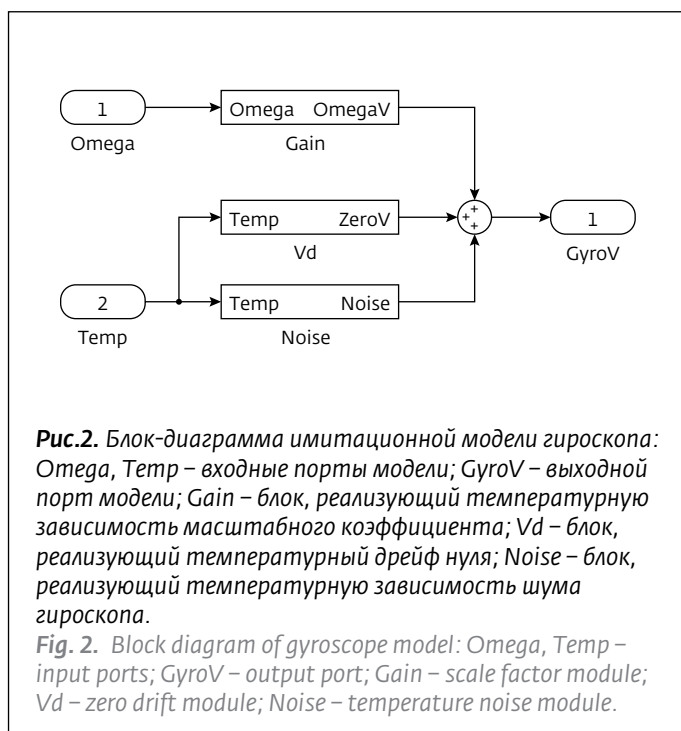 1
Omega OmegaV
Omega
Gain
Temp ZeroV
+
+
+
1
Vd
GyroV
2
Temp Noise
Temp
Noise
Рис.2. Блок-диаграмма имитационной модели гироскопа:
Omega, Temp – входные порты модели; GyroV – выходной
порт модели; Gain – блок, реализующий температурную
зависимость масштабного коэффициента; Vd – блок,
реализующий температурный дрейф нуля; Noise – блок,
реализующий температурную зависимость шума
гироскопа.
Fig. 2. Block diagram of gyroscope model: Omega, Temp –
input ports; GyroV – output port; Gain – scale factor module;
Vd – zero drift module; Noise – temperature noise module.